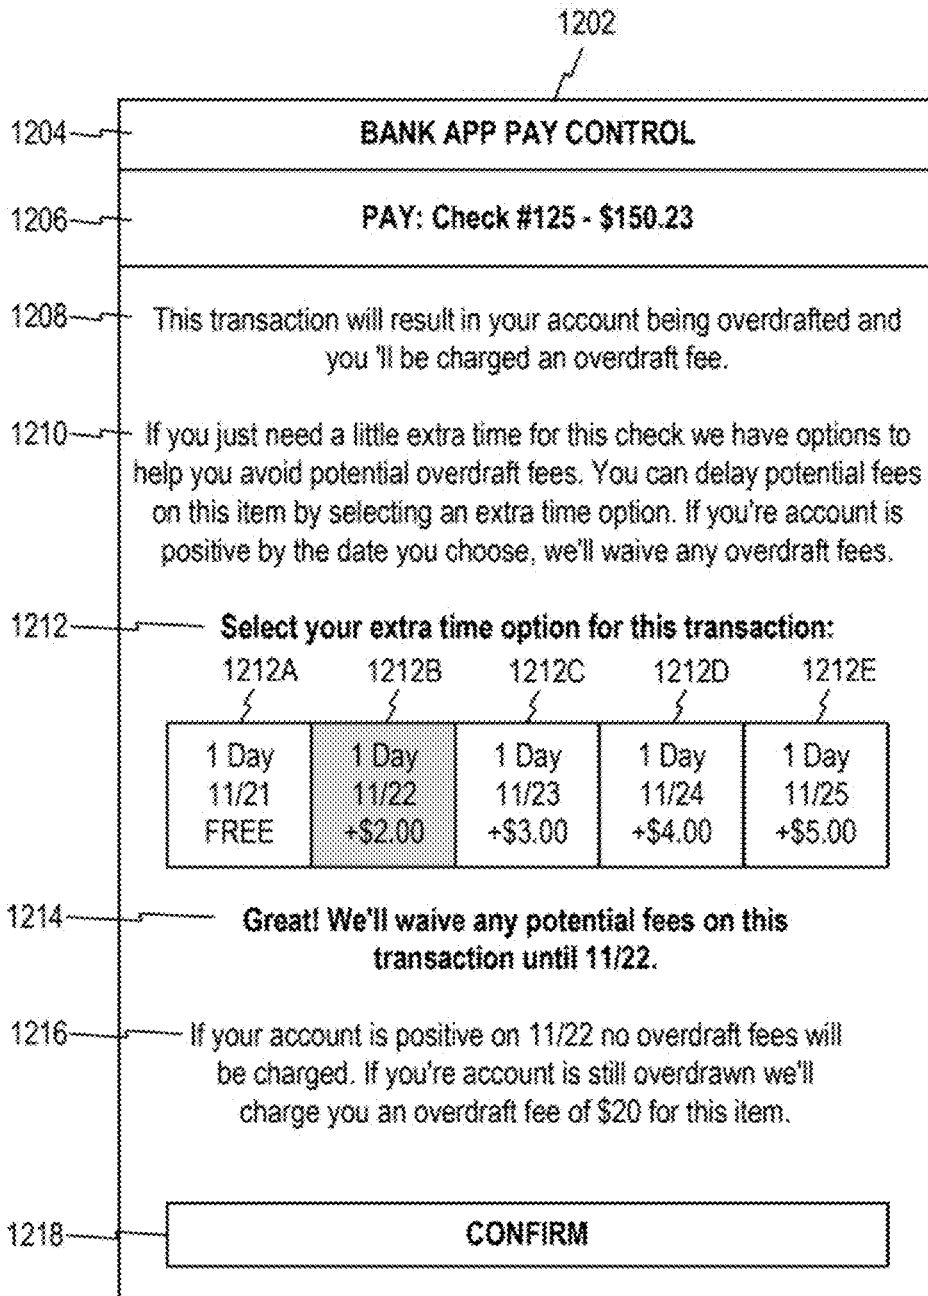 1202
1204
BANK APP PAY CONTROL
1206
PAY: Check #125 - $150.23
1208
This transaction will result in your account being overdrafted and
you 'll be charged an overdraft fee.
1210
If you just need a little extra time for this check we have options to
help you avoid potential overdraft fees. You can delay potential fees
on this item by selecting an extra time option. If you're account is
positive by the date you choose, we'll waive any overdraft fees.
1212
Select your extra time option for this transaction:
1212A 1212B 1212C 1212D 1212E
1 Day 1 Day 1 Day 1 Day 1 Day
11/21 11/22 11/23 11/24 11/25
FREE +$2.00 +$3.00 +$4.00 +$5.00
1214
Great! We'll waive any potential fees on this
transaction until 11/22.
1216
If your account is positive on 11/22 no overdraft fees will
be charged. If you're account is still overdrawn we'll
charge you an overdraft fee of $20 for this item.
1218
CONFIRM